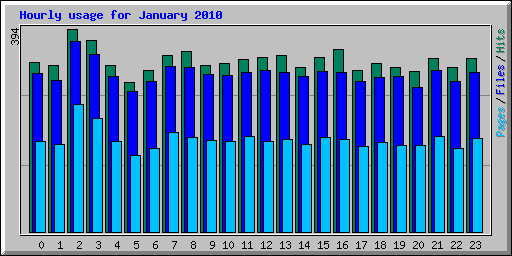 Hourly usage for January 2010
394
Pages / Files / Hits
0 1 2 3 4 5 6 7 8 9 10 11 12 13 14 15 16 17 18 19 20 21 22 23